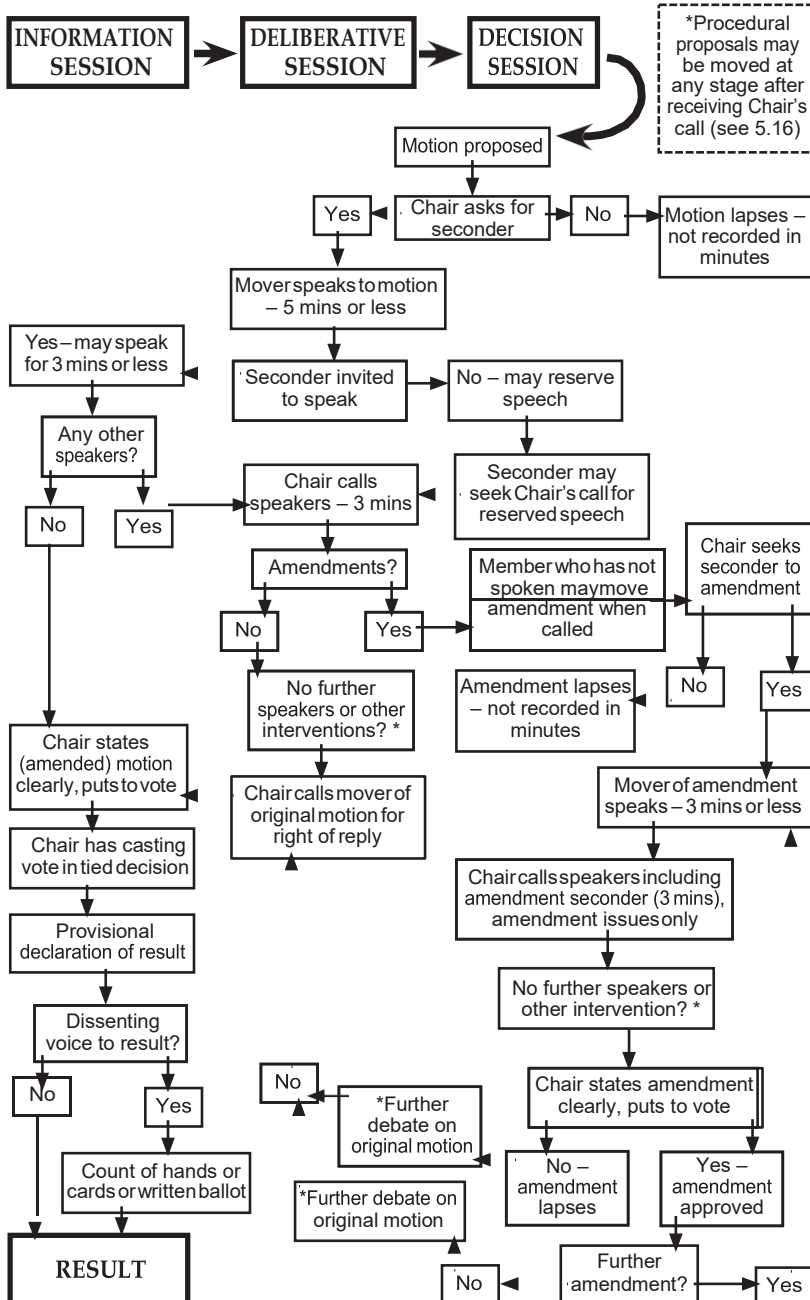 INFORMATION
SESSION
DELIBERATIVE
SESSION
DECISION
SESSION
*Procedural
proposals may
be moved at
any stage after
receiving Chair's
call (see 5.16)
Motion proposed
Yes
Chair asks for
seconder
No
Motion lapses –
not recorded in
minutes
Mover speaks to motion
– 5 mins or less
Yes – may speak
for 3 mins or less
Seconder invited
to speak
No – may reserve
speech
Any other
speakers?
Chair calls
speakers – 3 mins
Seconder may
seek Chair's call for
reserved speech
No
Yes
Amendments?
Member who has not
spoken may move
amendment when
called
Chair seeks
seconder to
amendment
No
Yes
No
Yes
No further
speakers or other
interventions? *
Amendment lapses
– not recorded in
minutes
Chair states
(amended) motion
clearly, puts to vote
Chair calls mover of
original motion for
right of reply
Mover of amendment
speaks – 3 mins or less
Chair has casting
vote in tied decision
Chair calls speakers including
amendment seconder (3 mins),
amendment issues only
Provisional
declaration of result
No further speakers or
other intervention? *
Dissenting
voice to result?
No
Yes
No
*Further
debate on
original motion
Chair states amendment
clearly, puts to vote
Count of hands or
cards or written ballot
*Further debate on
original motion
No –
amendment
lapses
Yes –
amendment
approved
RESULT
No
Further
amendment?
Yes